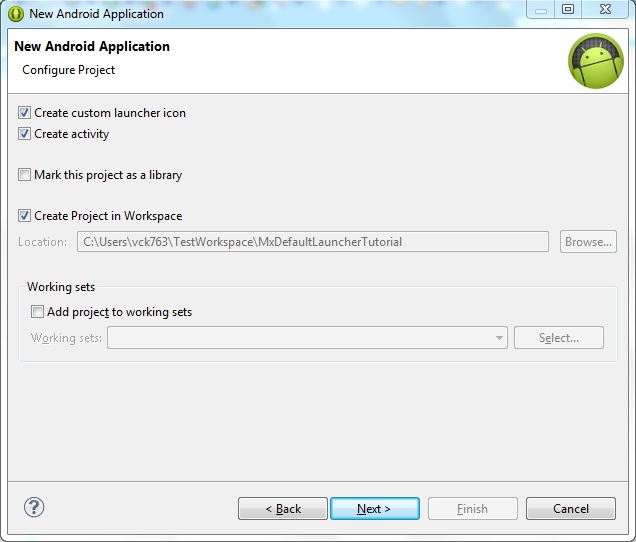 New Android Application
New Android Application
Configure Project
Create custom launcher icon
Create activity
Mark this project as a library
Create Project in Workspace
Location: C:\Users\vck763\TestWorkspace\MxDefaultLauncherTutorial Browse...
Working sets
Add project to working sets
Working sets: Select...
? < Back Next > Finish Cancel